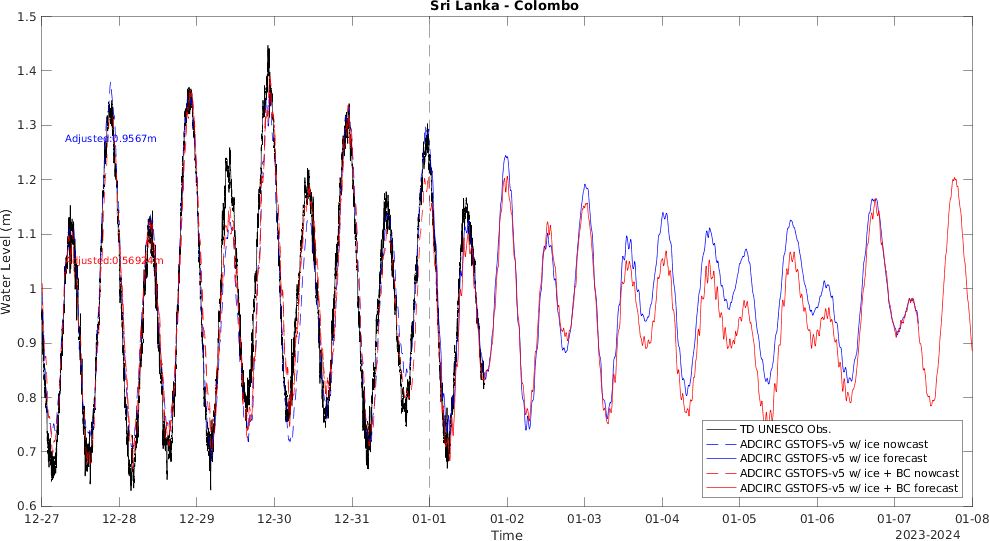 Sri Lanka - Colombo
1.5
1.4
1.3
1.2
1.1
1
0.9
0.8
0.7
0.6
Water Level (m)
Adjusted:0.9567m
Adjusted:0.56924m
TD UNESCO Obs.
ADCIRC GSTOFS-v5 w/ ice nowcast
ADCIRC GSTOFS-v5 w/ ice forecast
ADCIRC GSTOFS-v5 w/ ice + BC nowcast
ADCIRC GSTOFS-v5 w/ ice + BC forecast
12-27 12-28 12-29 12-30 12-31 01-01 01-02 01-03 01-04 01-05 01-06 01-07 01-08
Time
2023-2024